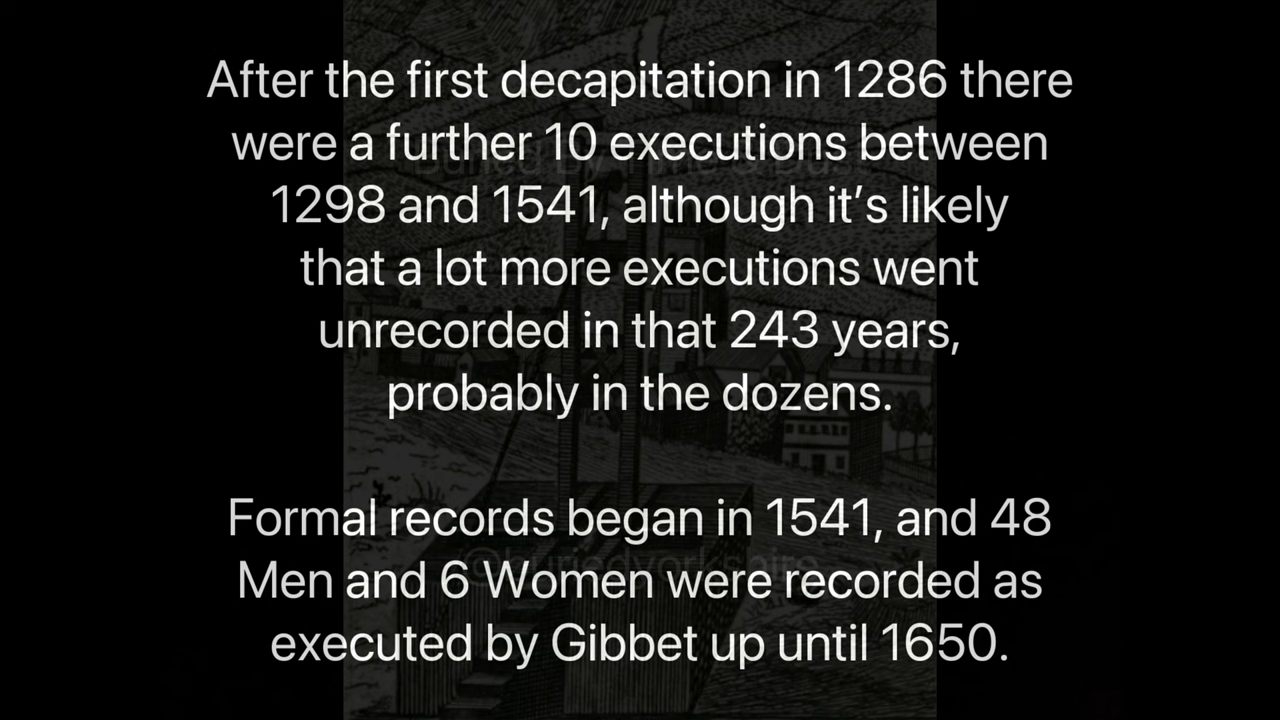 After the first decapitation in 1286 there
were a further 10 executions between
1298 and 1541, although it’s likely
that a lot more executions went
unrecorded in that 243 years,
probably in the dozens.
Formal records began in 1541, and 48
Men and 6 Women were recorded as
executed by Gibbet up until 1650.